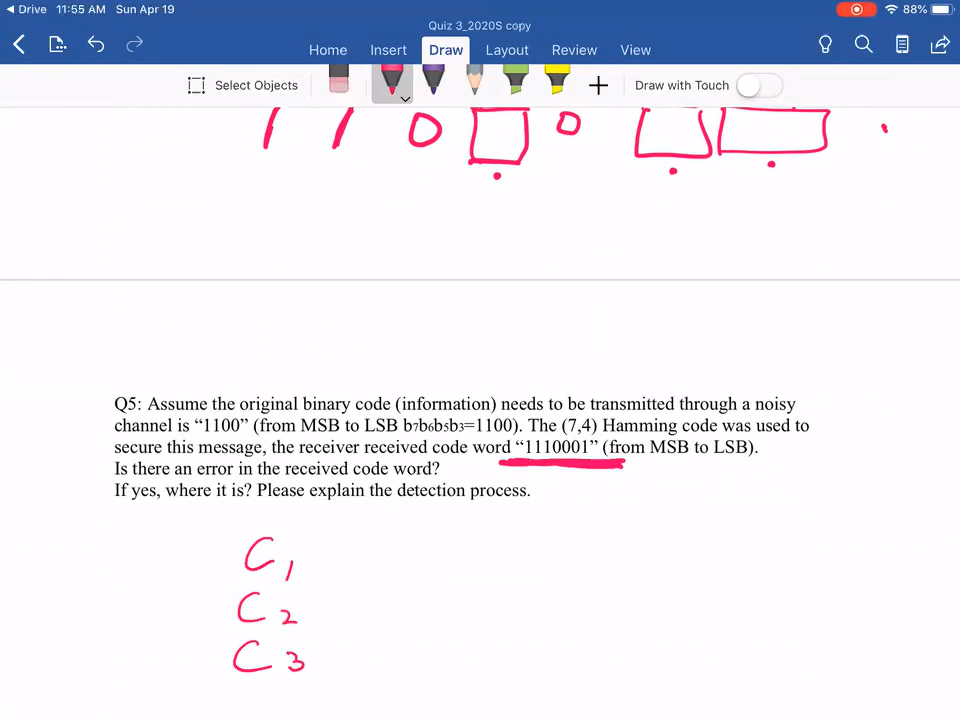 Drive 11:55 AM Sun Apr 19 88%
Quiz 3_2020S copy
Home Insert Draw Layout Review View
Select Objects Draw with Touch
1 1 0 0
Q5: Assume the original binary code (information) needs to be transmitted through a noisy
channel is “1100” (from MSB to LSB b7b6b5b3=1100). The (7,4) Hamming code was used to
secure this message, the receiver received code word “1110001” (from MSB to LSB).
Is there an error in the received code word?
If yes, where it is? Please explain the detection process.
C1
C2
C3